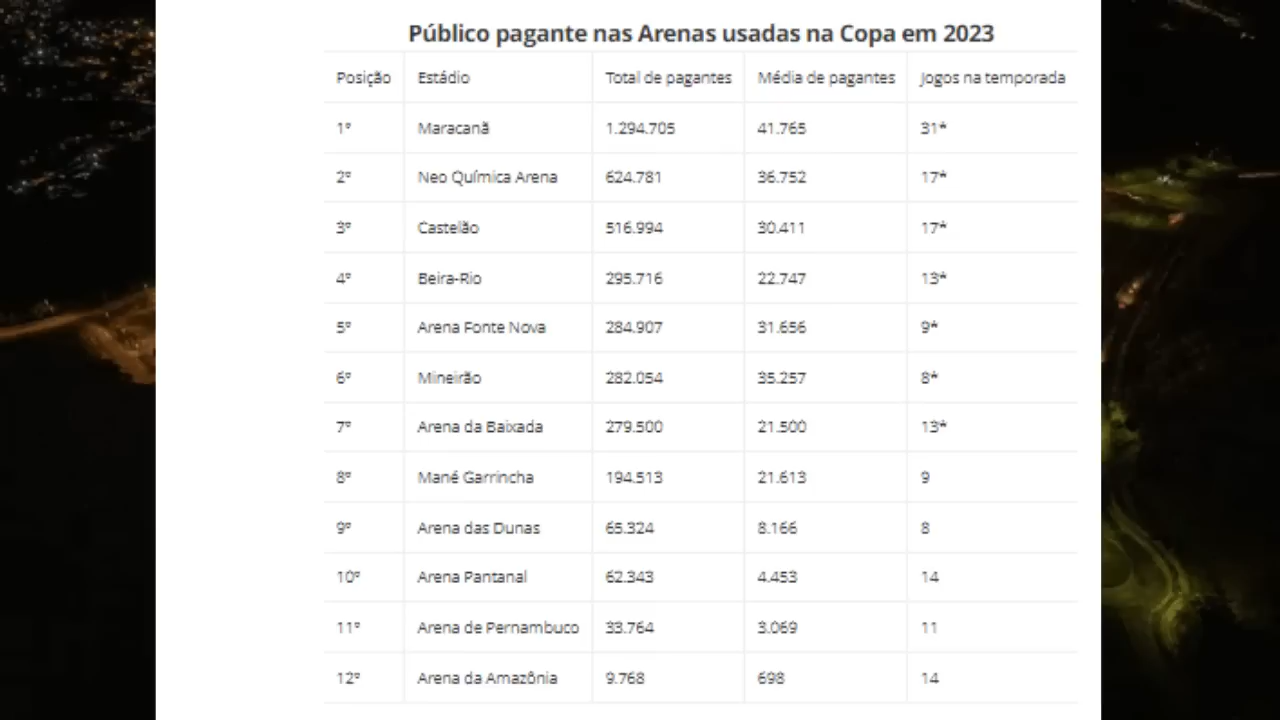 Público pagante nas Arenas usadas na Copa em 2023
Posição Estádio Total de pagantes Média de pagantes Jogos na temporada
1º Maracanã 1.294.705 41.765 31*
2º Neo Química Arena 624.781 36.752 17*
3º Castelão 516.994 30.411 17*
4º Beira-Rio 295.716 22.747 13*
5º Arena Fonte Nova 284.907 31.656 9*
6º Mineirão 282.054 35.257 8*
7º Arena da Baixada 279.500 21.500 13*
8º Mané Garrincha 194.513 21.613 9
9º Arena das Dunas 65.324 8.166 8
10º Arena Pantanal 62.343 4.453 14
11º Arena de Pernambuco 33.764 3.069 11
12º Arena da Amazônia 9.768 698 14